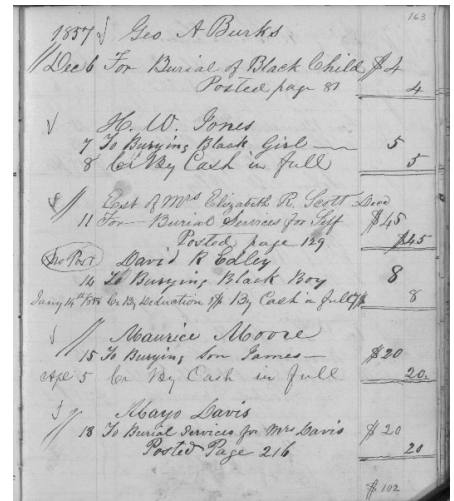 163
1857 Geo A Burks
Dec 6 For Burial of Black Child $4
Posted page 81 4
H. W. Jones
7 To Burying Black Girl 5
8 Cr By Cash in full 5
Est of Mrs Elizabeth R. Scott Decd
11 For Burial Services for Self $45
Posted page 129 $45
No Post David R Edley
14 To Burying Black Boy 8
Jany 14th 1858 Cr By Deduction By Cash in full 8
Maurice Moore
15 To Burying Son James $20
Apl 5 Cr By Cash in full 20
Mayo Davis
18 To Burial Services for Mrs Davis $20
Posted Page 216 20
$102